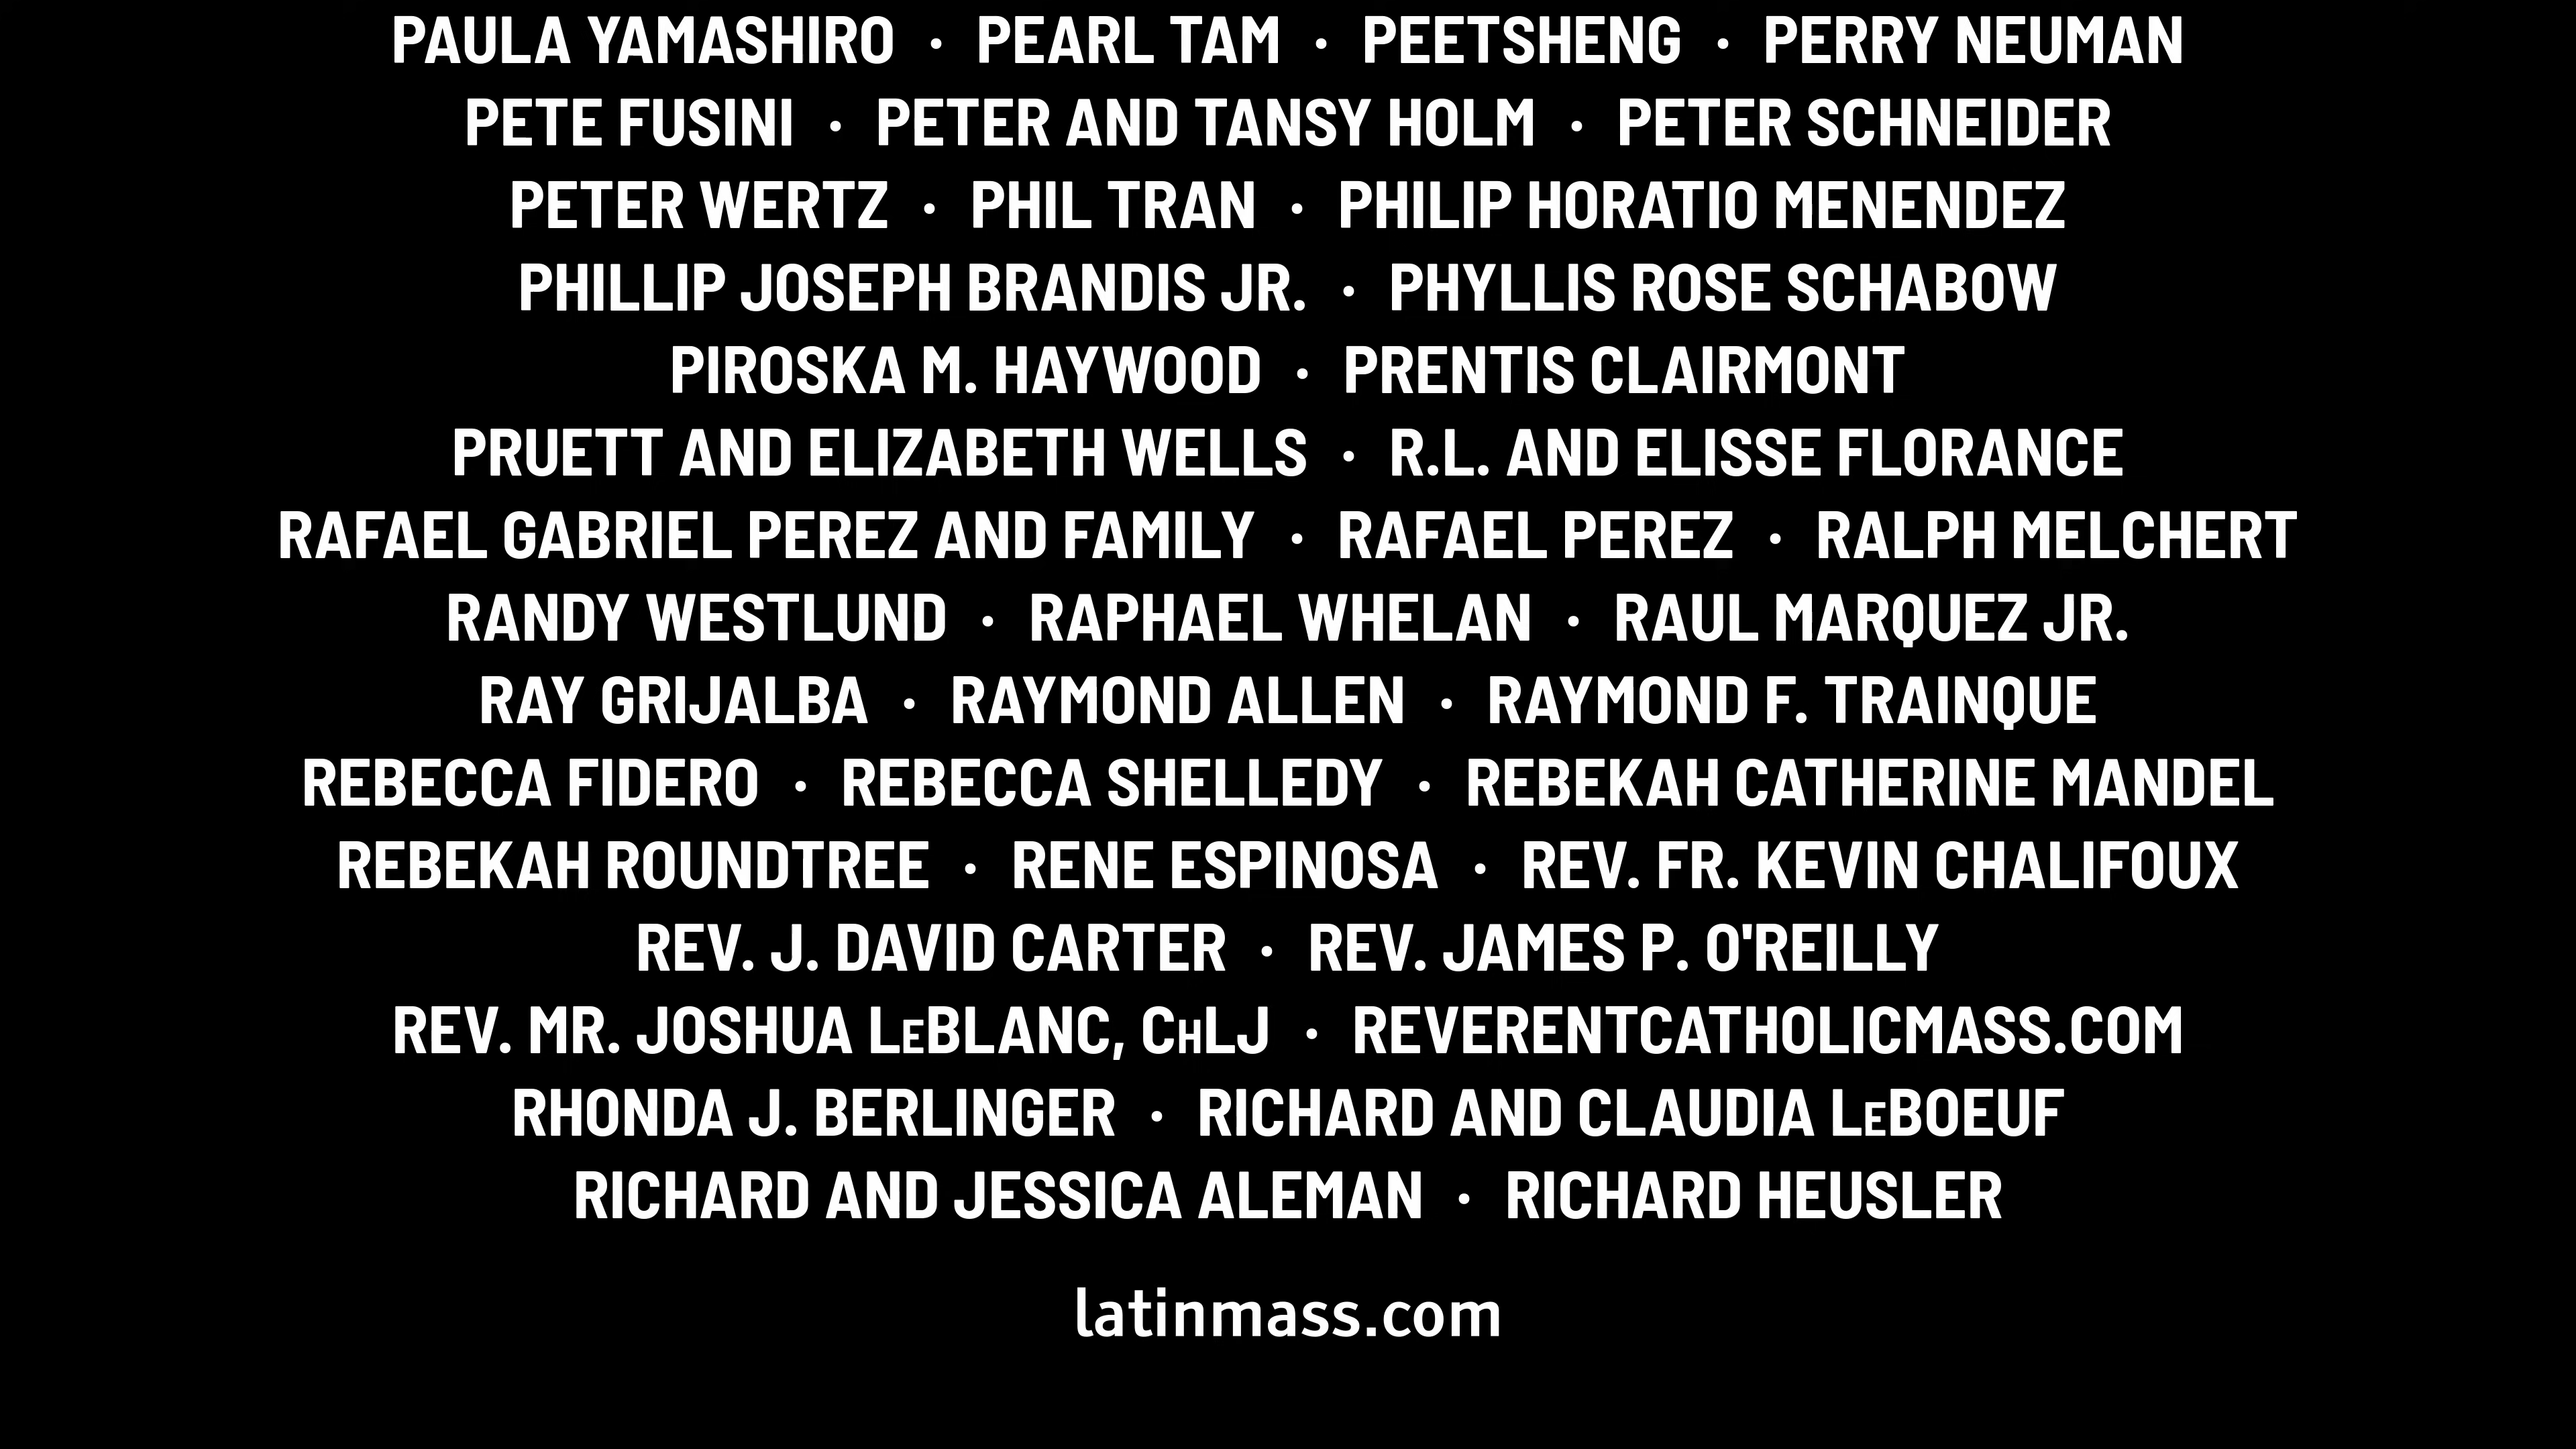 PAULA YAMASHIRO · PEARL TAM · PEETSHENG · PERRY NEUMAN
PETE FUSINI · PETER AND TANSY HOLM · PETER SCHNEIDER
PETER WERTZ · PHIL TRAN · PHILIP HORATIO MENENDEZ
PHILLIP JOSEPH BRANDIS JR. · PHYLLIS ROSE SCHABOW
PIROSKA M. HAYWOOD · PRENTIS CLAIRMONT
PRUETT AND ELIZABETH WELLS · R.L. AND ELISSE FLORANCE
RAFAEL GABRIEL PEREZ AND FAMILY · RAFAEL PEREZ · RALPH MELCHERT
RANDY WESTLUND · RAPHAEL WHELAN · RAUL MARQUEZ JR.
RAY GRIJALBA · RAYMOND ALLEN · RAYMOND F. TRAINQUE
REBECCA FIDERO · REBECCA SHELLEDY · REBEKAH CATHERINE MANDEL
REBEKAH ROUNDTREE · RENE ESPINOSA · REV. FR. KEVIN CHALIFOUX
REV. J. DAVID CARTER · REV. JAMES P. O'REILLY
REV. MR. JOSHUA LeBLANC, ChLJ · REVERENTCATHOLICMASS.COM
RHONDA J. BERLINGER · RICHARD AND CLAUDIA LeBOEUF
RICHARD AND JESSICA ALEMAN · RICHARD HEUSLER
latinmass.com